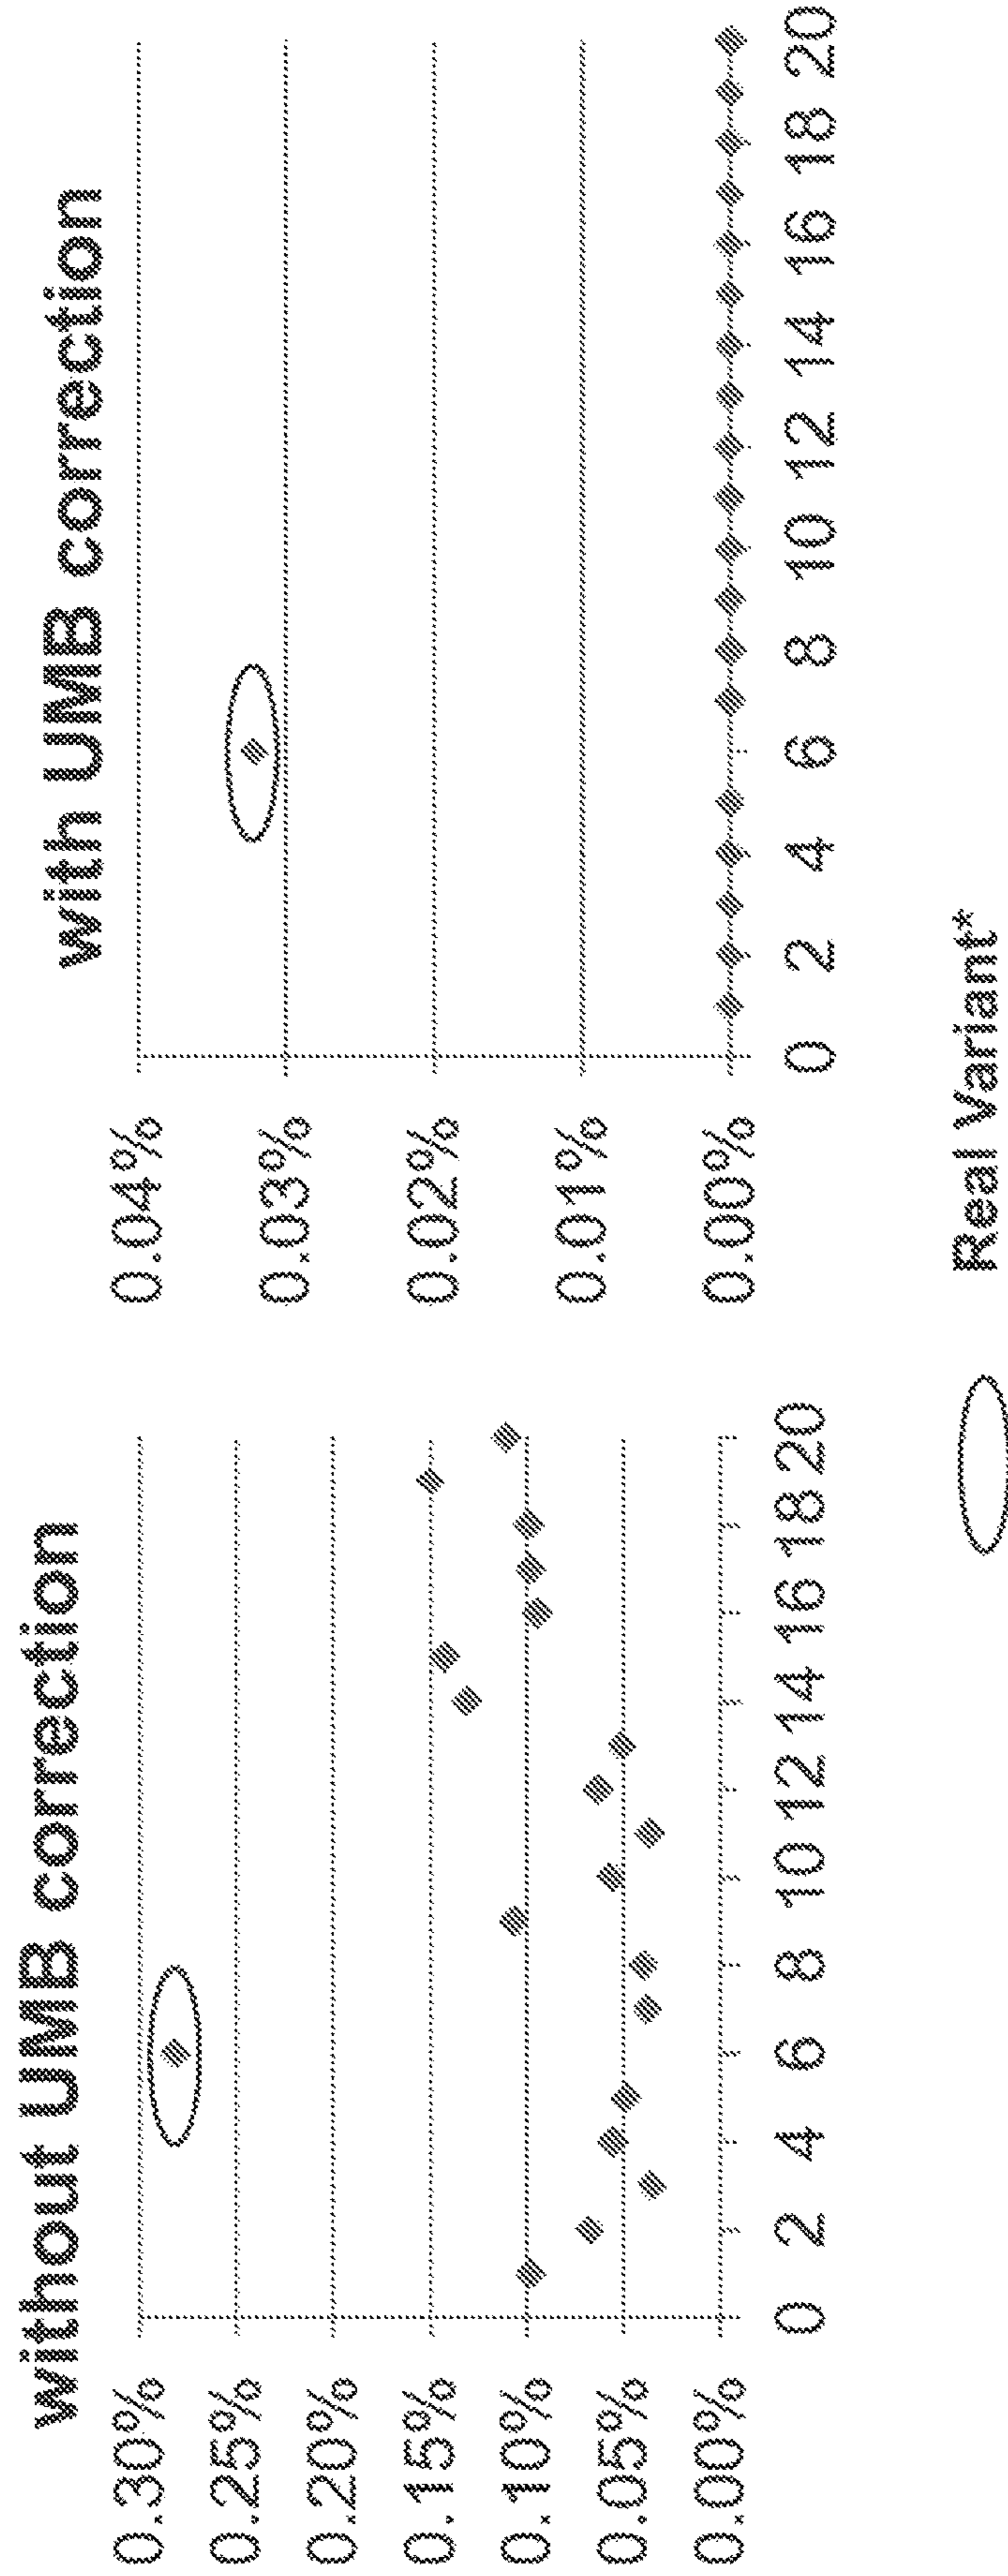 without UMB correction
0.30%
0.25%
0.20%
0.15%
0.10%
0.05%
0.00%
0 2 4 6 8 10 12 14 16 18 20
with UMB correction
0.04%
0.03%
0.02%
0.01%
0.00%
0 2 4 6 8 10 12 14 16 18 20
Real Variant*